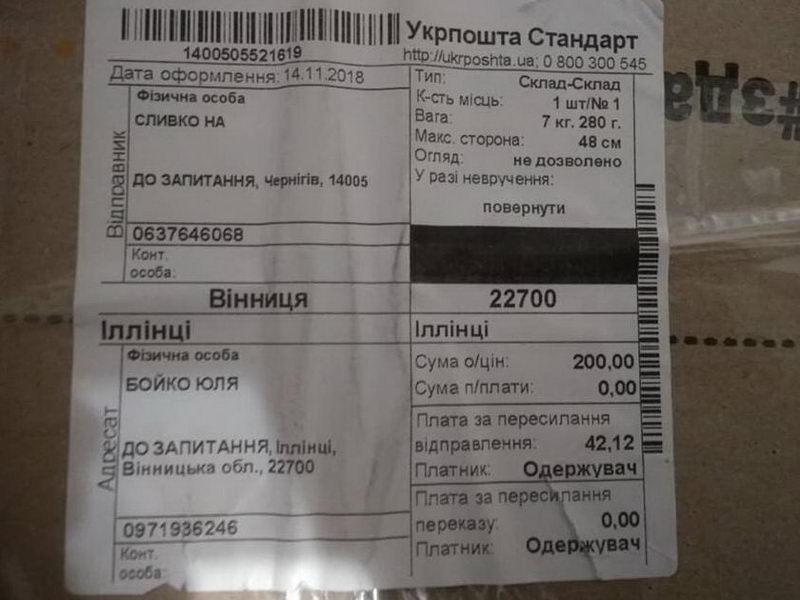 Укрпошта Стандарт
1400505521619
http://ukrposhta.ua; 0 800 300 545
Дата оформлення: 14.11.2018
Відправник
Фізична особа
СЛИВКО НА
ДО ЗАПИТАННЯ, Чернігів, 14005
0637646068
Конт.
особа:
Тип: Склад-Склад
К-сть місць: 1 шт/№ 1
Вага: 7 кг. 280 г.
Макс. сторона: 48 см
Огляд: не дозволено
У разі невручення:
повернути
Вінниця 22700
Іллінці Іллінці
Адресат
Фізична особа
БОЙКО ЮЛЯ
ДО ЗАПИТАННЯ, Іллінці,
Вінницька обл., 22700
0971936246
Конт.
особа:
Сума о/цін: 200,00
Сума п/плати: 0,00
Плата за пересилання
відправлення: 42,12
Платник: Одержувач
Плата за пересилання
переказу: 0,00
Платник: Одержувач